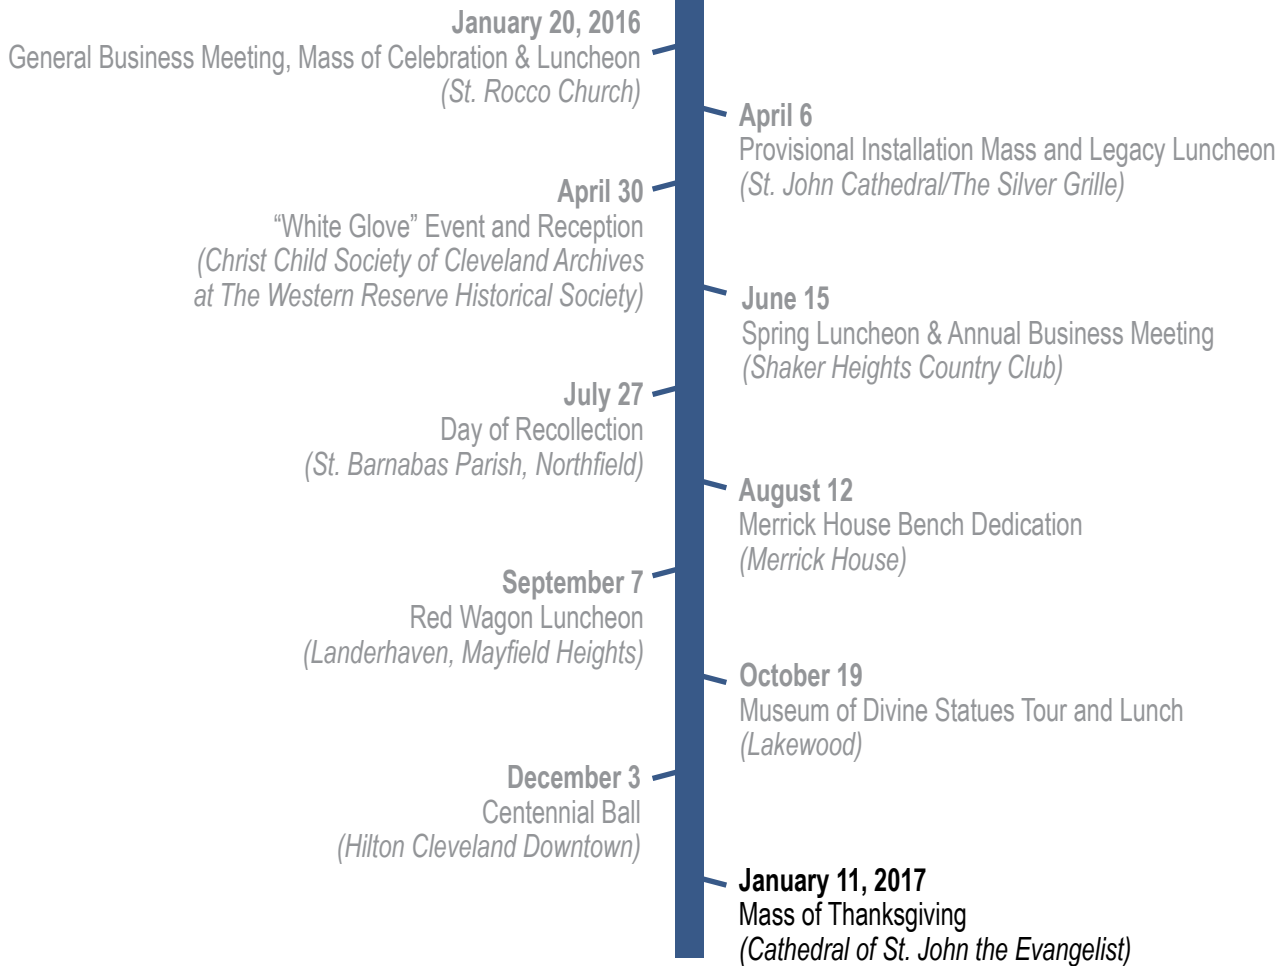 January 20, 2016
General Business Meeting, Mass of Celebration & Luncheon
(St. Rocco Church)
April 6
Provisional Installation Mass and Legacy Luncheon
(St. John Cathedral/The Silver Grille)
April 30
“White Glove” Event and Reception
(Christ Child Society of Cleveland Archives
at The Western Reserve Historical Society)
June 15
Spring Luncheon & Annual Business Meeting
(Shaker Heights Country Club)
July 27
Day of Recollection
(St. Barnabas Parish, Northfield)
August 12
Merrick House Bench Dedication
(Merrick House)
September 7
Red Wagon Luncheon
(Landerhaven, Mayfield Heights)
October 19
Museum of Divine Statues Tour and Lunch
(Lakewood)
December 3
Centennial Ball
(Hilton Cleveland Downtown)
January 11, 2017
Mass of Thanksgiving
(Cathedral of St. John the Evangelist)